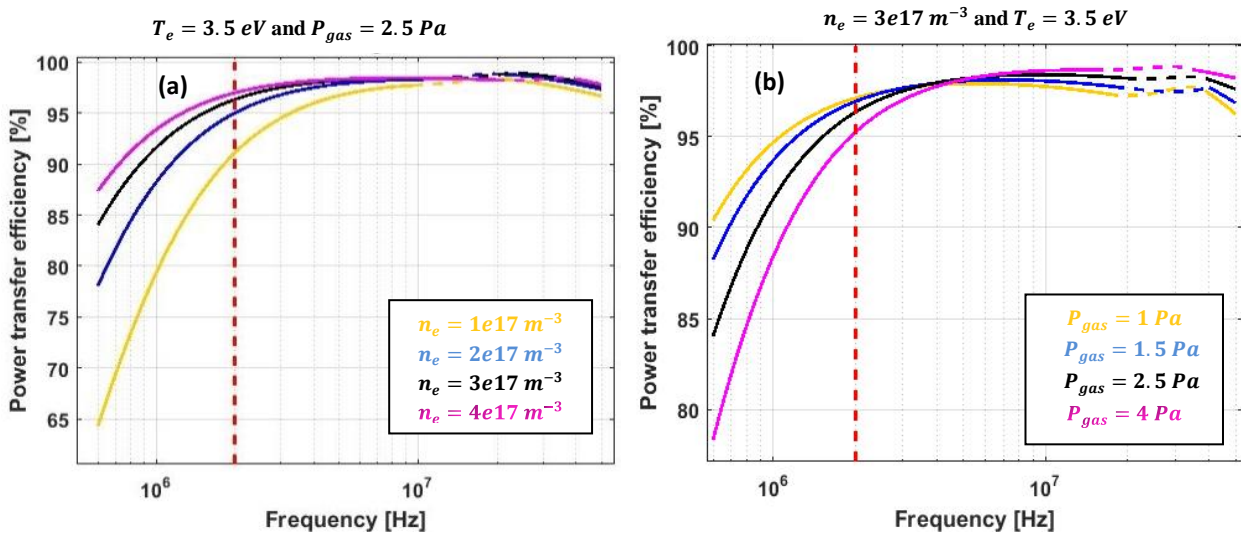 T_e = 3.5 eV and P_gas = 2.5 Pa
(a)
Power transfer efficiency [%]
100
95
90
85
80
75
70
65
n_e = 1e17 m^−3
n_e = 2e17 m^−3
n_e = 3e17 m^−3
n_e = 4e17 m^−3
10^6
10^7
Frequency [Hz]
n_e = 3e17 m^−3 and T_e = 3.5 eV
(b)
Power transfer efficiency [%]
100
95
90
85
80
P_gas = 1 Pa
P_gas = 1.5 Pa
P_gas = 2.5 Pa
P_gas = 4 Pa
10^6
10^7
Frequency [Hz]